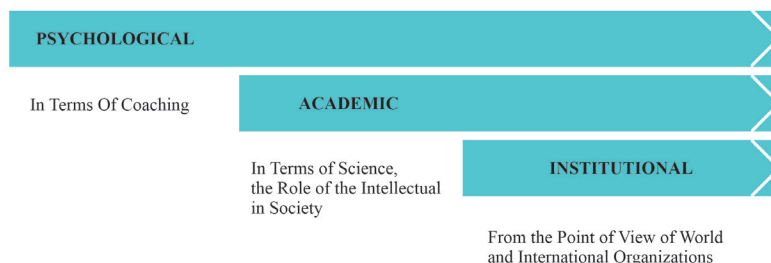 PSYCHOLOGICAL
In Terms Of Coaching
ACADEMIC
In Terms of Science,
the Role of the Intellectual
in Society
INSTITUTIONAL
From the Point of View of World
and International Organizations